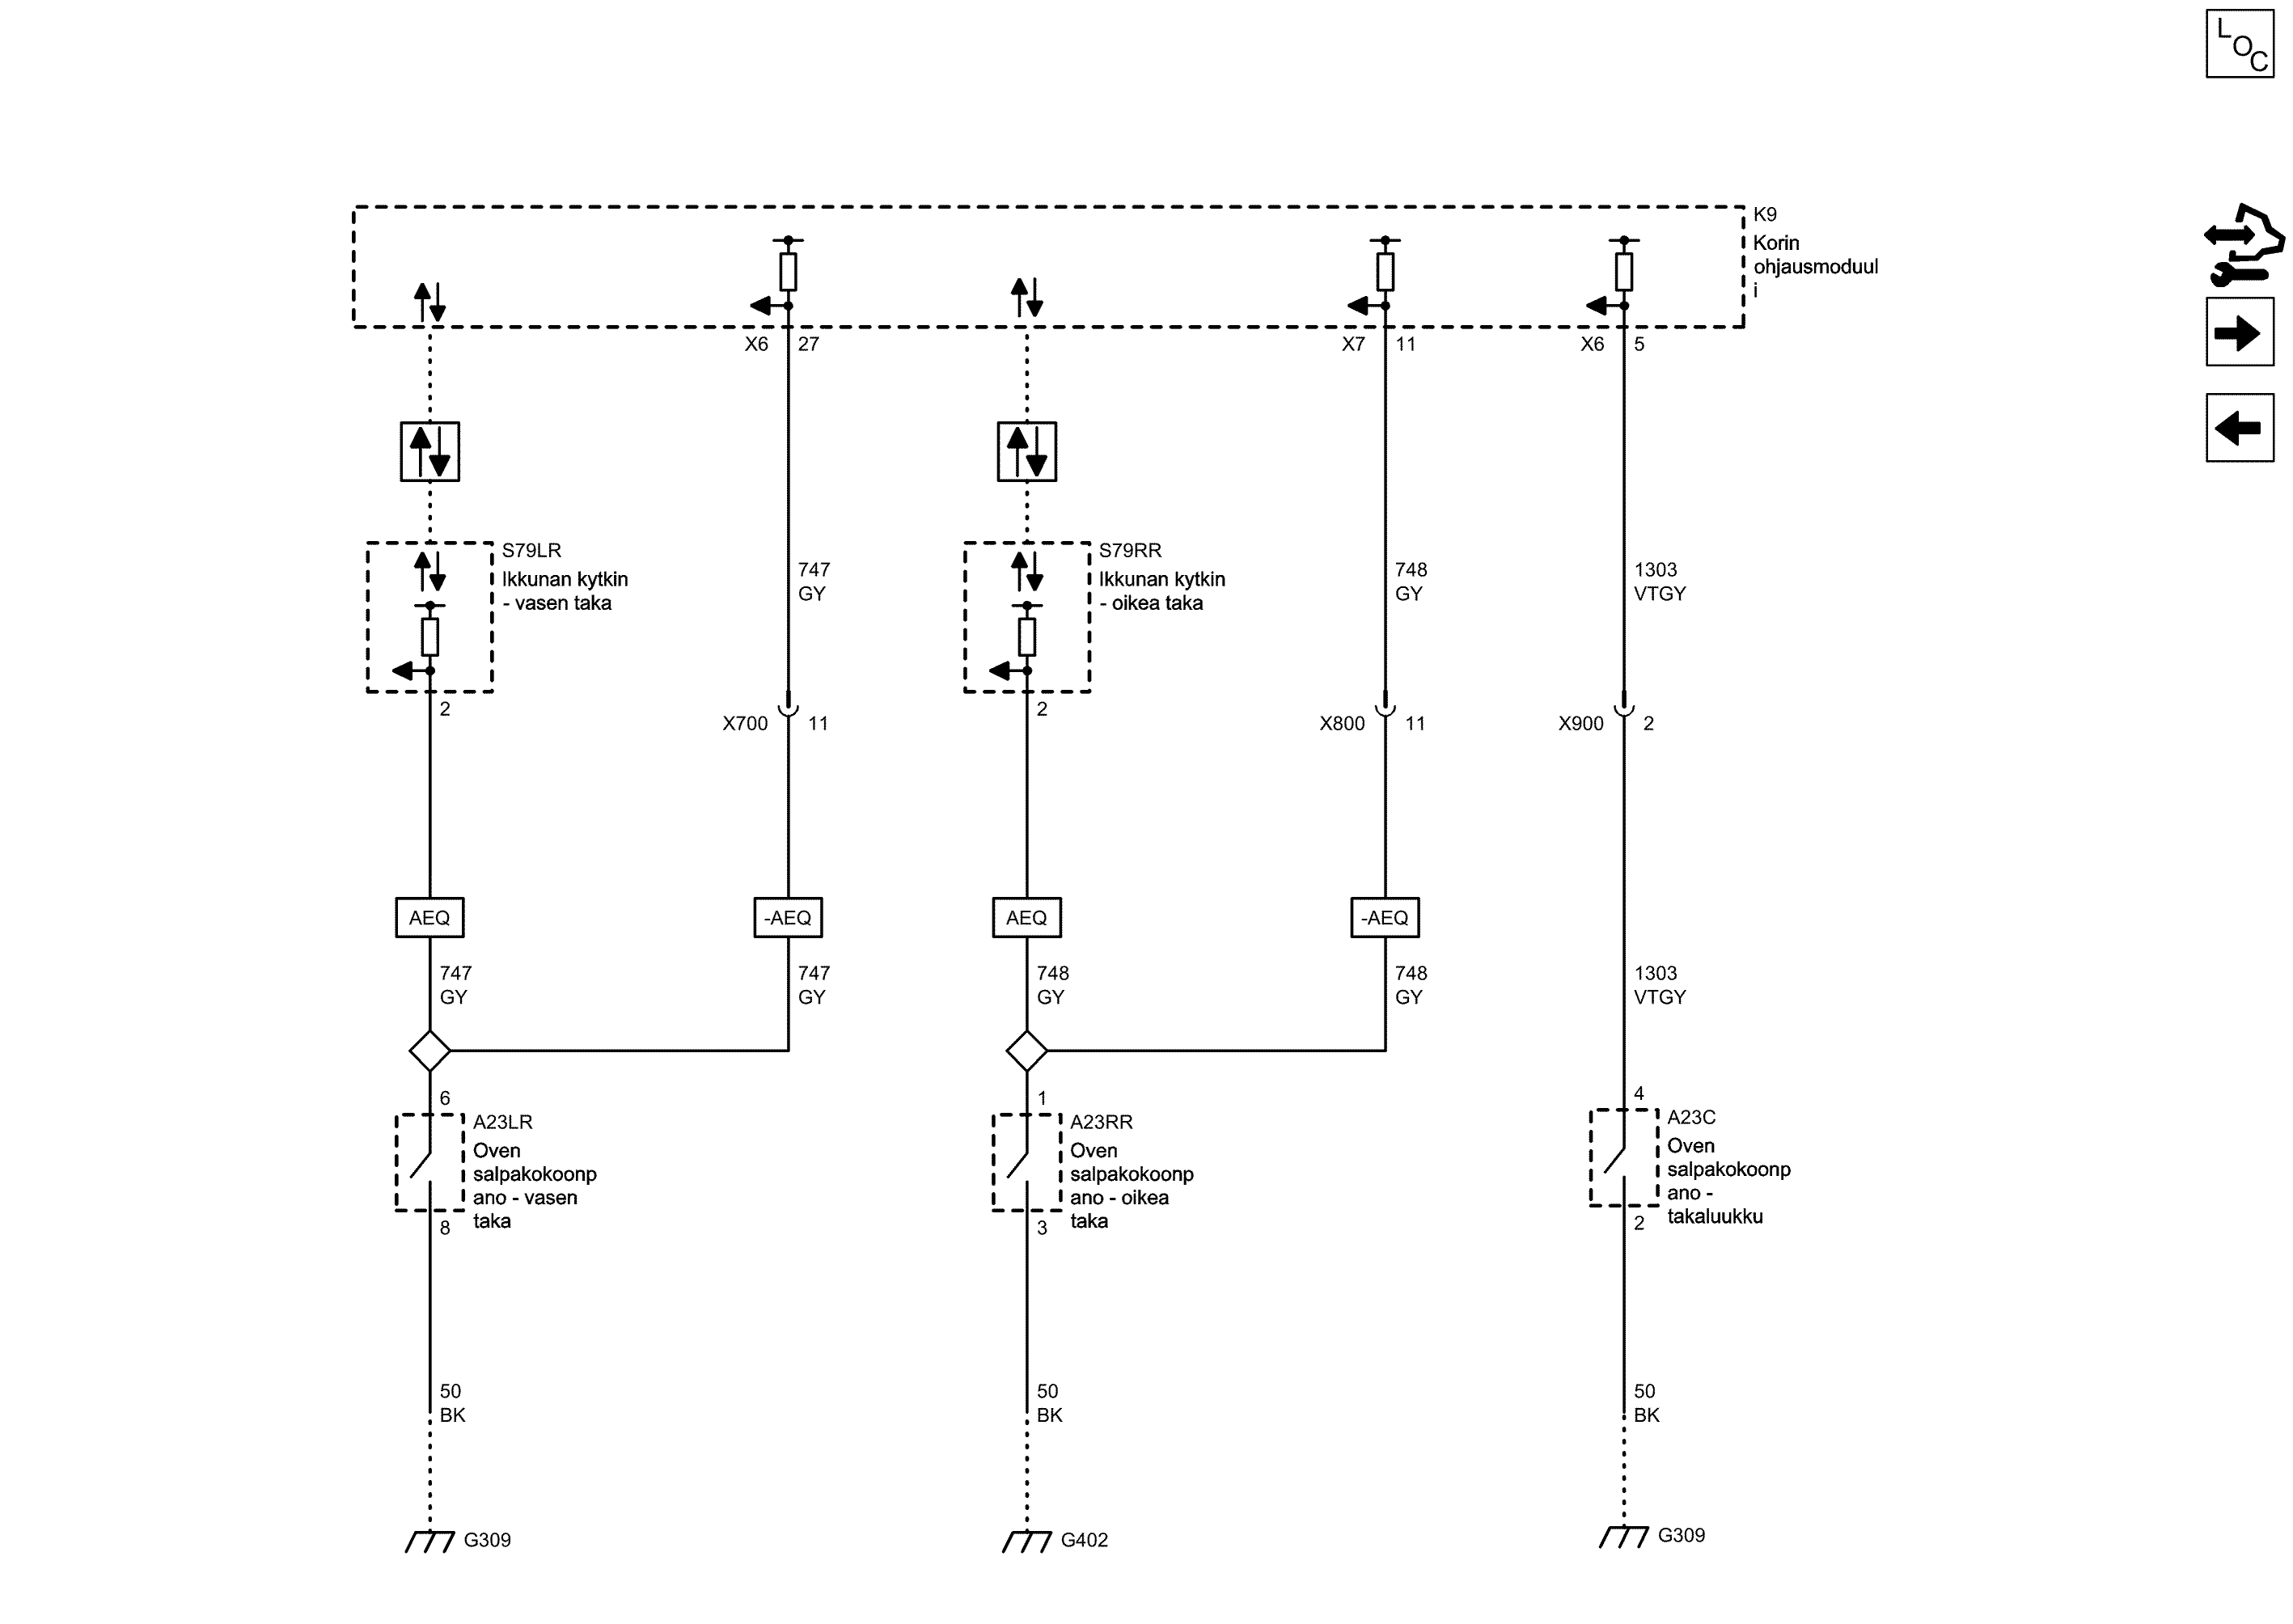 LOC
K9
Korin
ohjausmoduul
i
X6 27
X7 11
X6 5
S79LR
Ikkunan kytkin
- vasen taka
747
GY
S79RR
Ikkunan kytkin
- oikea taka
748
GY
1303
VTGY
2
X700 11
2
X800 11
X900 2
AEQ
-AEQ
AEQ
-AEQ
747
GY
747
GY
748
GY
748
GY
1303
VTGY
6
A23LR
Oven
salpakokoonp
ano - vasen
taka
8
1
A23RR
Oven
salpakokoonp
ano - oikea
taka
3
4
A23C
Oven
salpakokoonp
ano -
takaluukku
2
50
BK
50
BK
50
BK
G309
G402
G309